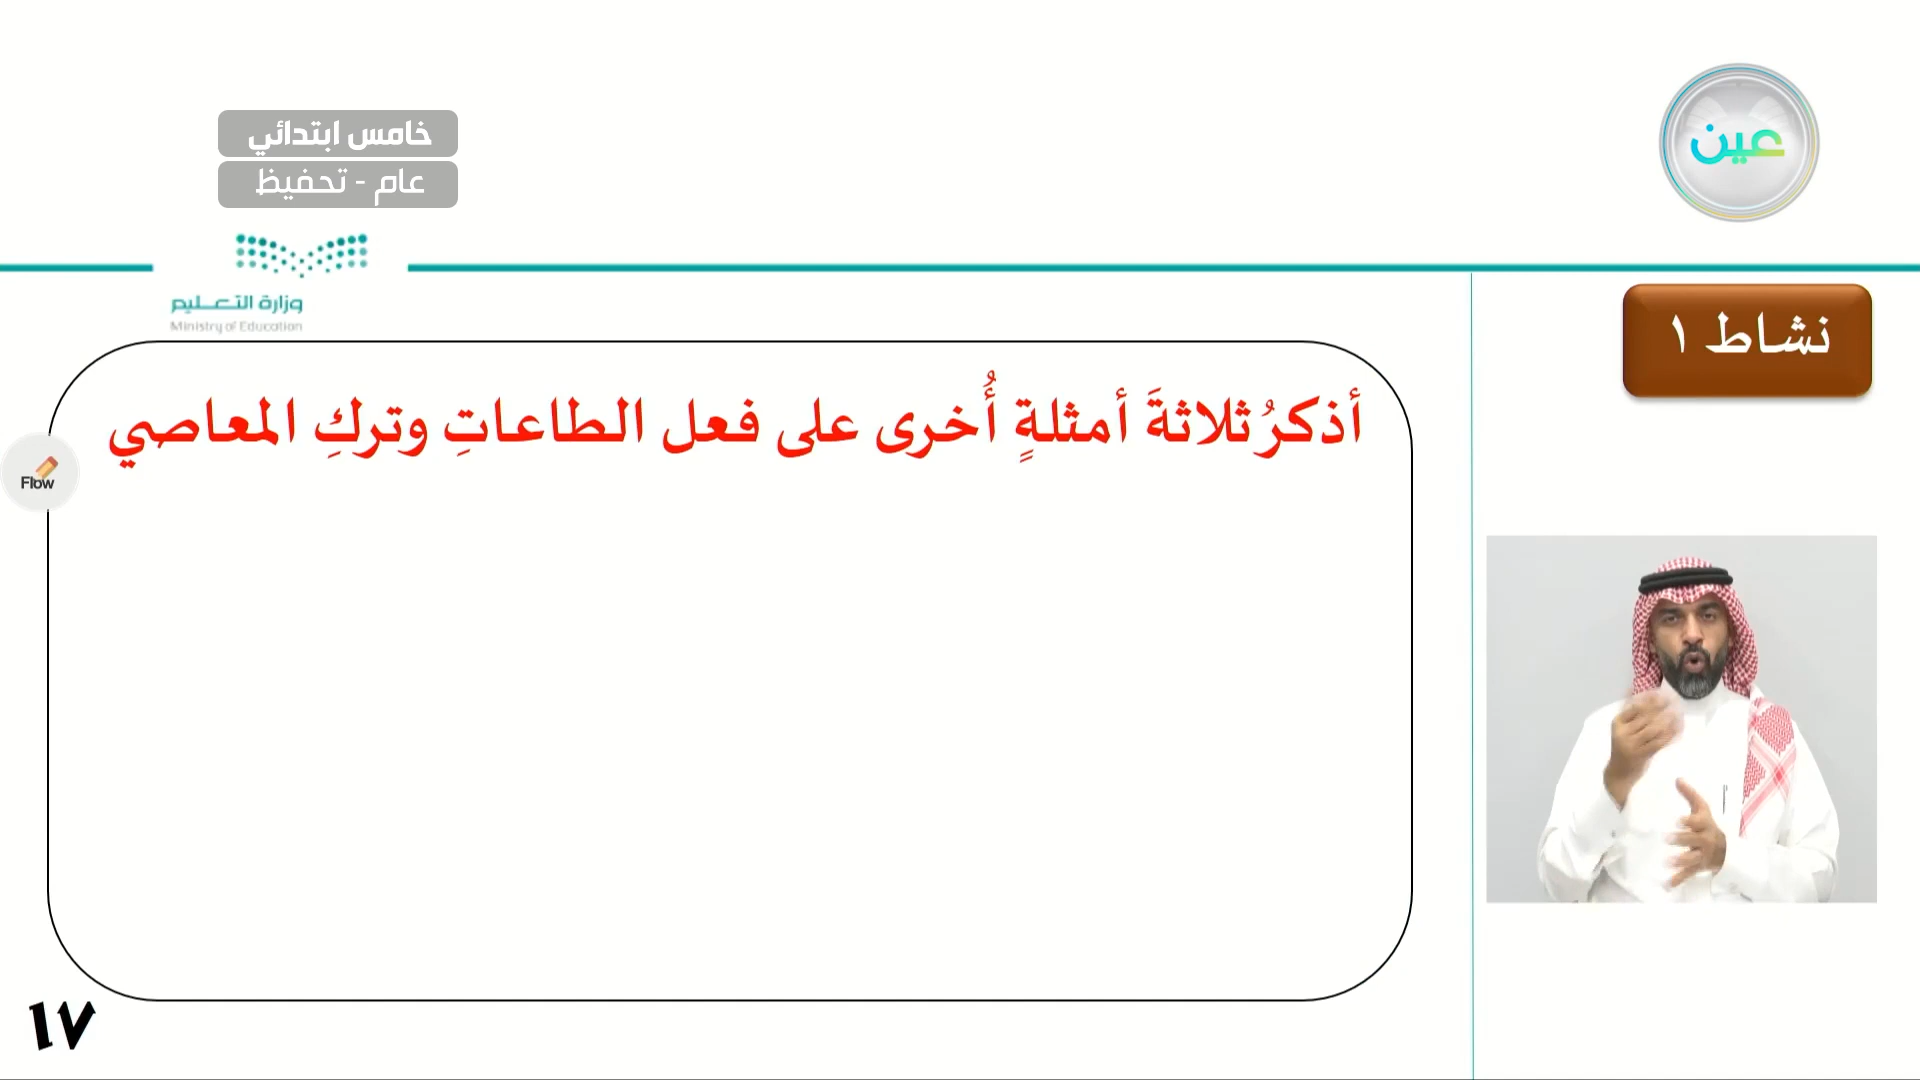 عين
خامس ابتدائي
عام - تحفيظ
وزارة التعليم
Ministry of Education
نشاط ١
أذكرُ ثلاثةَ أمثلةٍ أُخرى على فعل الطاعاتِ وتركِ المعاصي
Flow
١٧